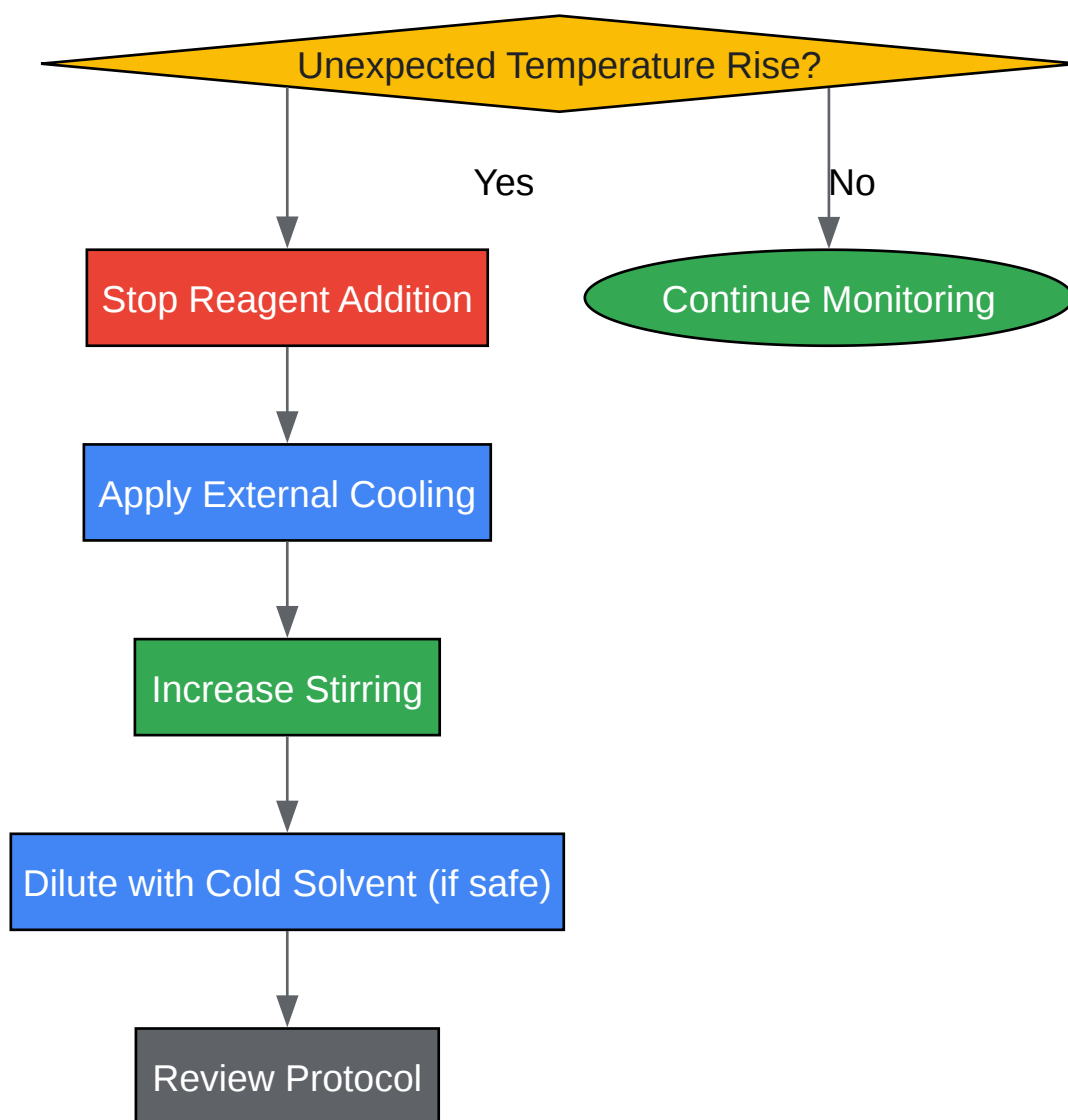 Unexpected Temperature Rise?
Yes
No
Stop Reagent Addition
Continue Monitoring
Apply External Cooling
Increase Stirring
Dilute with Cold Solvent (if safe)
Review Protocol